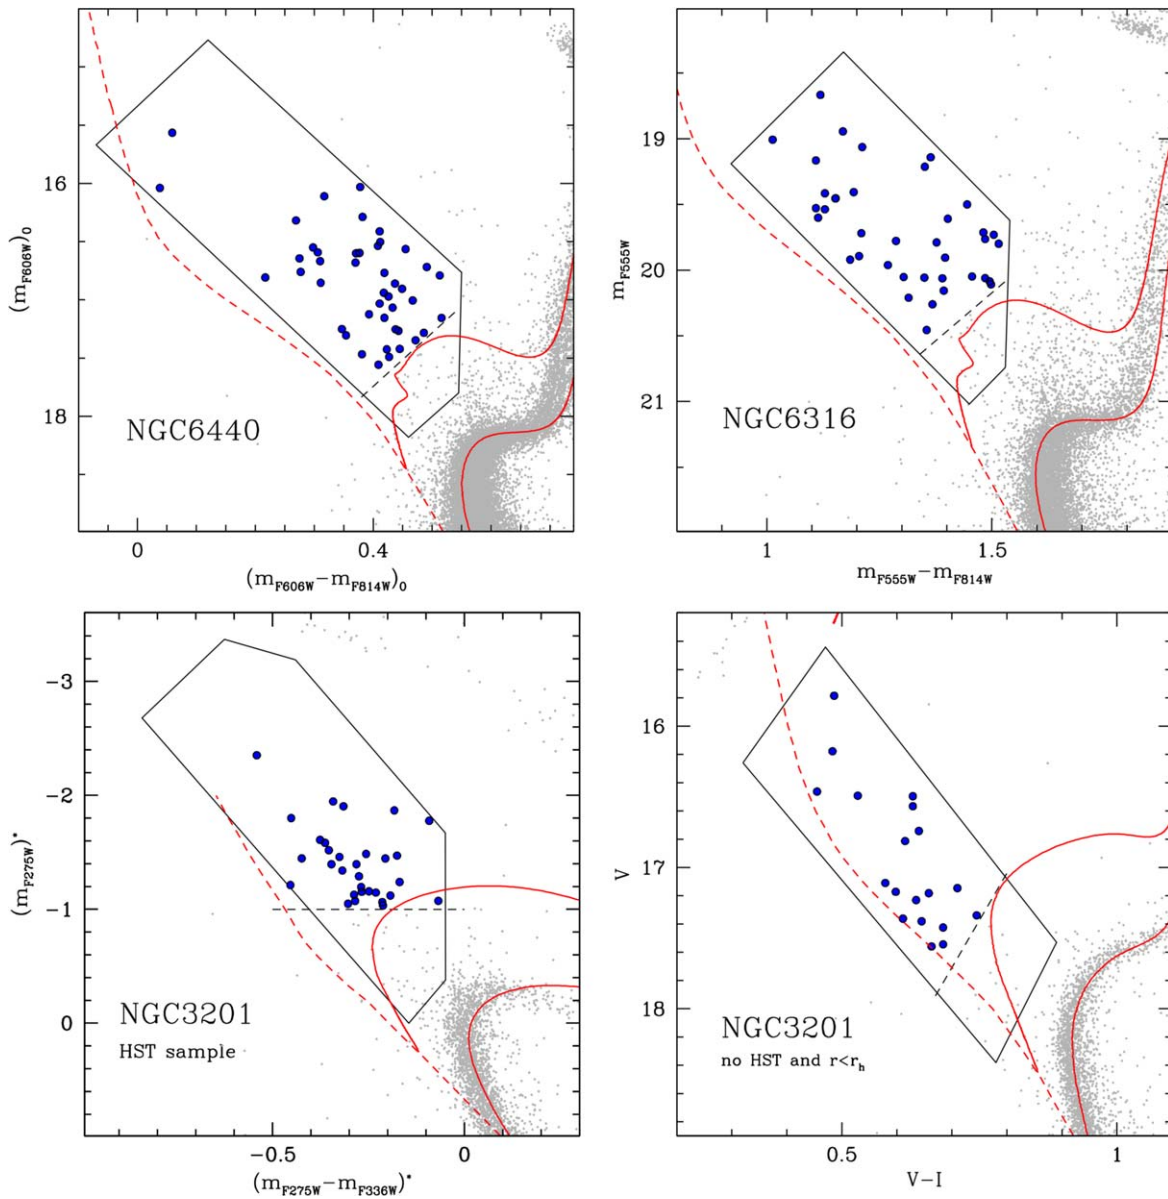 16
18
(m_F606W)_0
NGC6440
0
0.4
(m_F606W−m_F814W)_0
19
20
21
m_F555W
NGC6316
1
1.5
m_F555W−m_F814W
−3
−2
−1
0
(m_F275W)*
NGC3201
HST sample
−0.5
0
(m_F275W−m_F336W)*
16
17
18
V
NGC3201
no HST and r<r_h
0.5
1
V−I